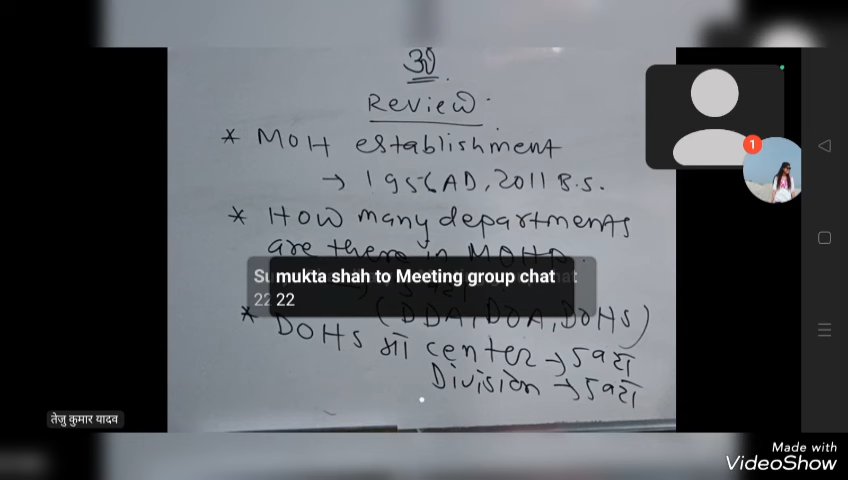 ॐ
Review
* MOH establishment
→ 1956 AD, 2011 B.S.
* How many departments
are there in MOHP
mukta shah to Meeting group chat
22
22
(DDA, DOA, DOHS)
* DOHS मा center → 5 वटा
Division → 5 वटा
तेजु कुमार यादव
1
Made with
VideoShow